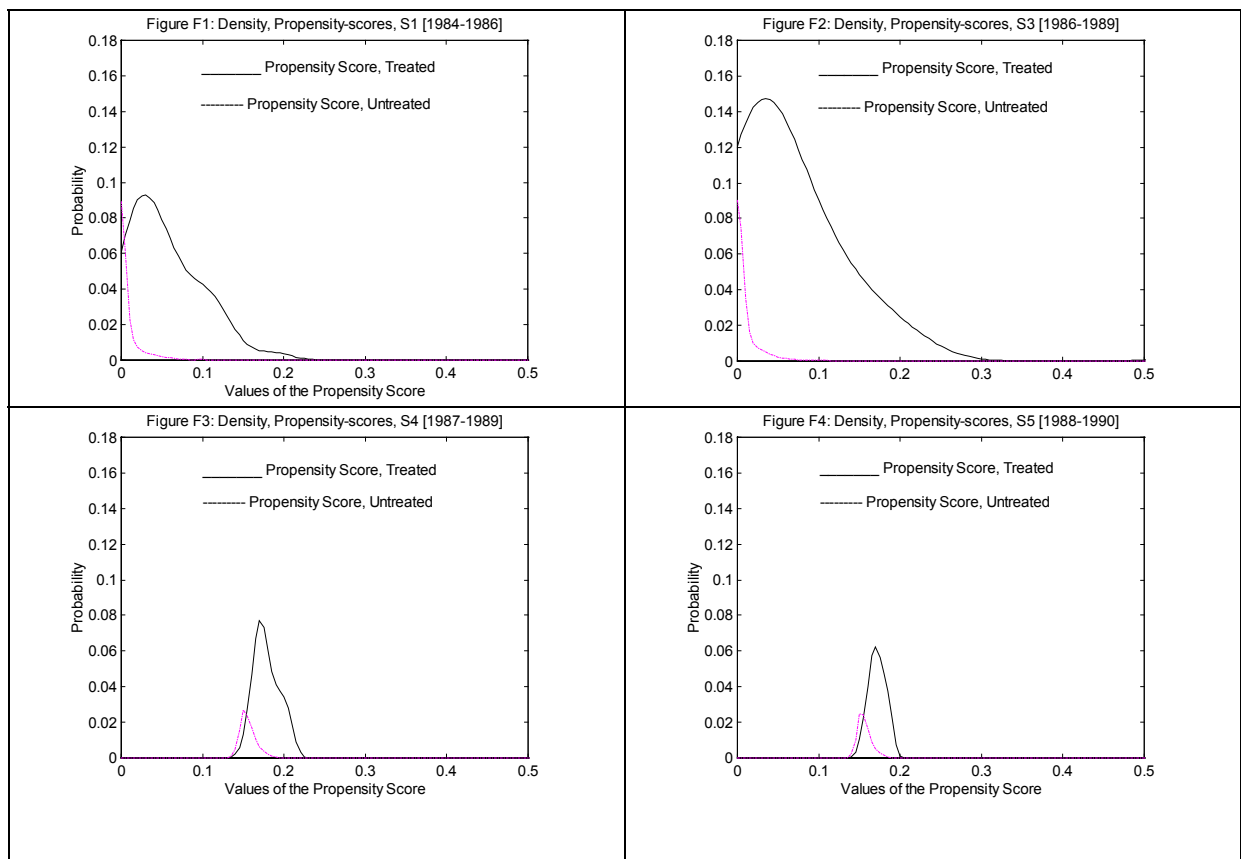 Figure F1: Density, Propensity-scores, S1 [1984-1986]
0.18
0.16
0.14
0.12
0.1
0.08
0.06
0.04
0.02
0
Probability
Propensity Score, Treated
Propensity Score, Untreated
0 0.1 0.2 0.3 0.4 0.5
Values of the Propensity Score
Figure F2: Density, Propensity-scores, S3 [1986-1989]
0.18
0.16
0.14
0.12
0.1
0.08
0.06
0.04
0.02
0
Propensity Score, Treated
Propensity Score, Untreated
0 0.1 0.2 0.3 0.4 0.5
Figure F3: Density, Propensity-scores, S4 [1987-1989]
0.18
0.16
0.14
0.12
0.1
0.08
0.06
0.04
0.02
0
Probability
Propensity Score, Treated
Propensity Score, Untreated
0 0.1 0.2 0.3 0.4 0.5
Values of the Propensity Score
Figure F4: Density, Propensity-scores, S5 [1988-1990]
0.18
0.16
0.14
0.12
0.1
0.08
0.06
0.04
0.02
0
Probability
Propensity Score, Treated
Propensity Score, Untreated
0 0.1 0.2 0.3 0.4 0.5
Values of the Propensity Score